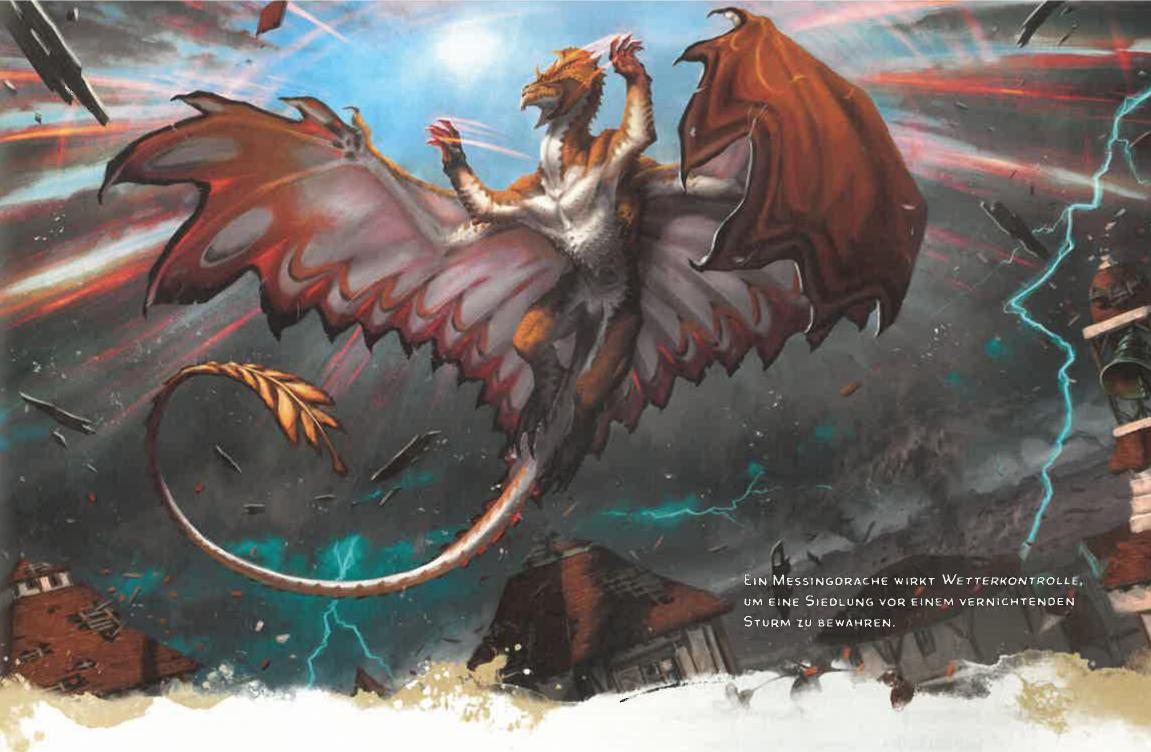 Ein Messingdrache wirkt Wetterkontrolle,
um eine Siedlung vor einem vernichtenden
Sturm zu bewahren.